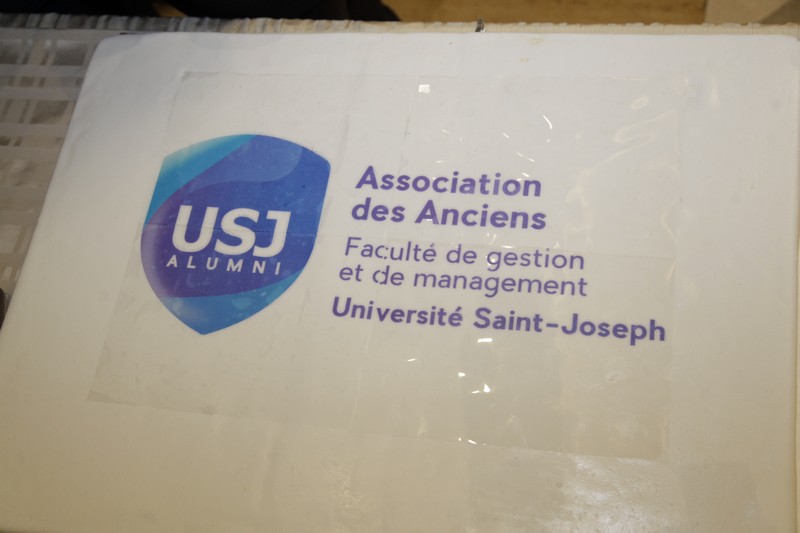 USJ
ALUMNI
Association
des Anciens
Faculté de gestion
et de management
Université Saint-Joseph